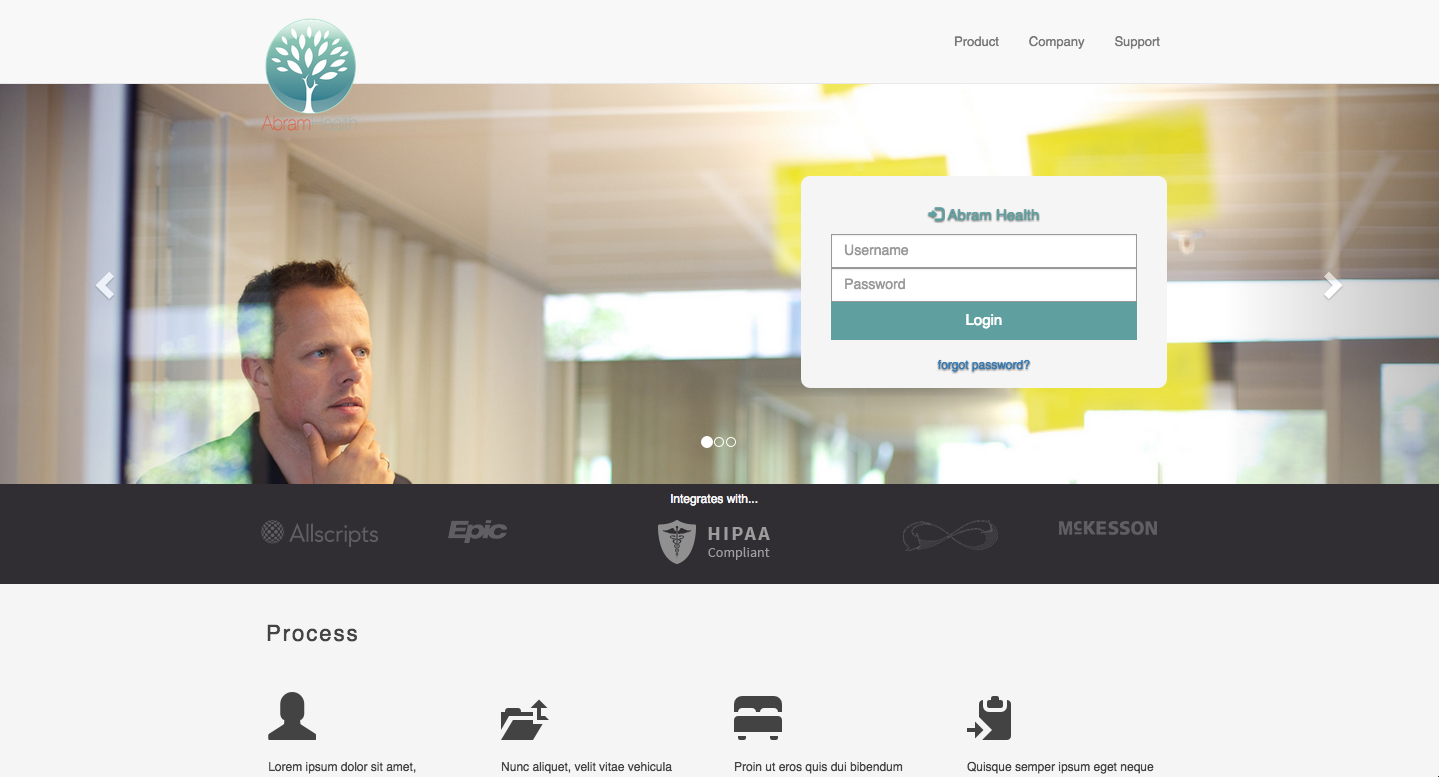 Product Company Support
AbramHealth
Abram Health
Username
Password
Login
forgot password?
Integrates with...
Allscripts
Epic
HIPAA
Compliant
McKESSON
Process
Lorem ipsum dolor sit amet,
Nunc aliquet, velit vitae vehicula
Proin ut eros quis dui bibendum
Quisque semper ipsum eget neque